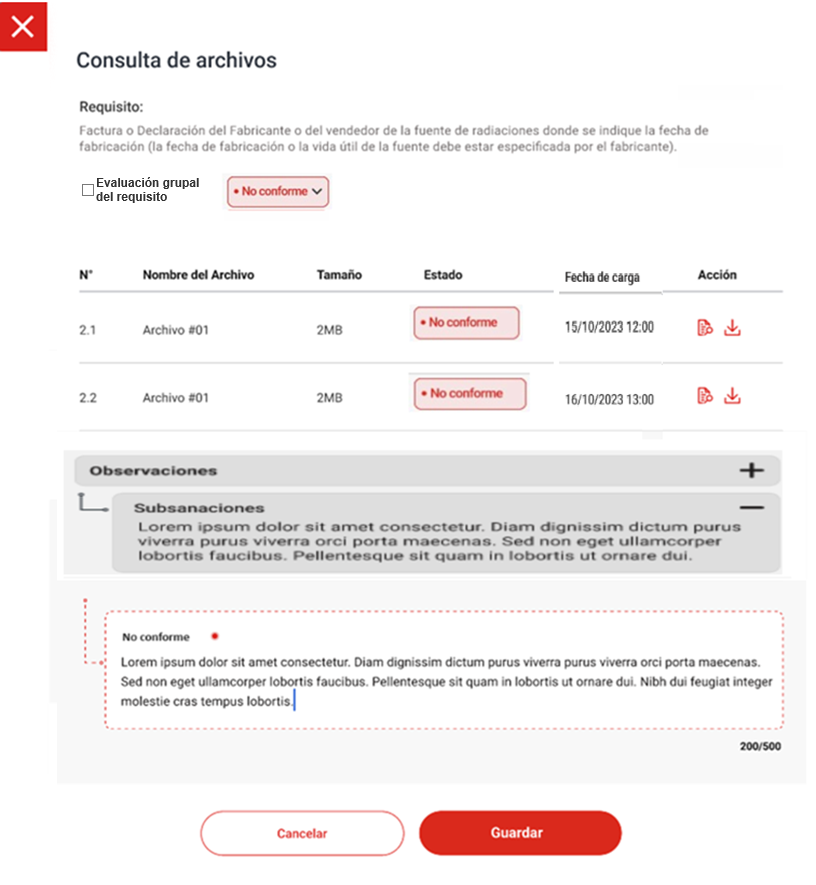 Consulta de archivos
Requisito:
Factura o Declaración del Fabricante o del vendedor de la fuente de radiaciones donde se indique la fecha de
fabricación (la fecha de fabricación o la vida útil de la fuente debe estar especificada por el fabricante).
Evaluación grupal
del requisito
No conforme
N° Nombre del Archivo Tamaño Estado Fecha de carga Acción
2.1 Archivo #01 2MB No conforme 15/10/2023 12:00
2.2 Archivo #01 2MB No conforme 16/10/2023 13:00
Observaciones
Subsanaciones
Lorem ipsum dolor sit amet consectetur. Diam dignissim dictum purus
viverra purus viverra orci porta maecenas. Sed non eget ullamcorper
lobortis faucibus. Pellentesque sit quam in lobortis ut ornare dui.
No conforme
Lorem ipsum dolor sit amet consectetur. Diam dignissim dictum purus viverra purus viverra orci porta maecenas.
Sed non eget ullamcorper lobortis faucibus. Pellentesque sit quam in lobortis ut ornare dui. Nibh dui feugiat integer
molestie cras tempus lobortis.
200/500
Cancelar
Guardar